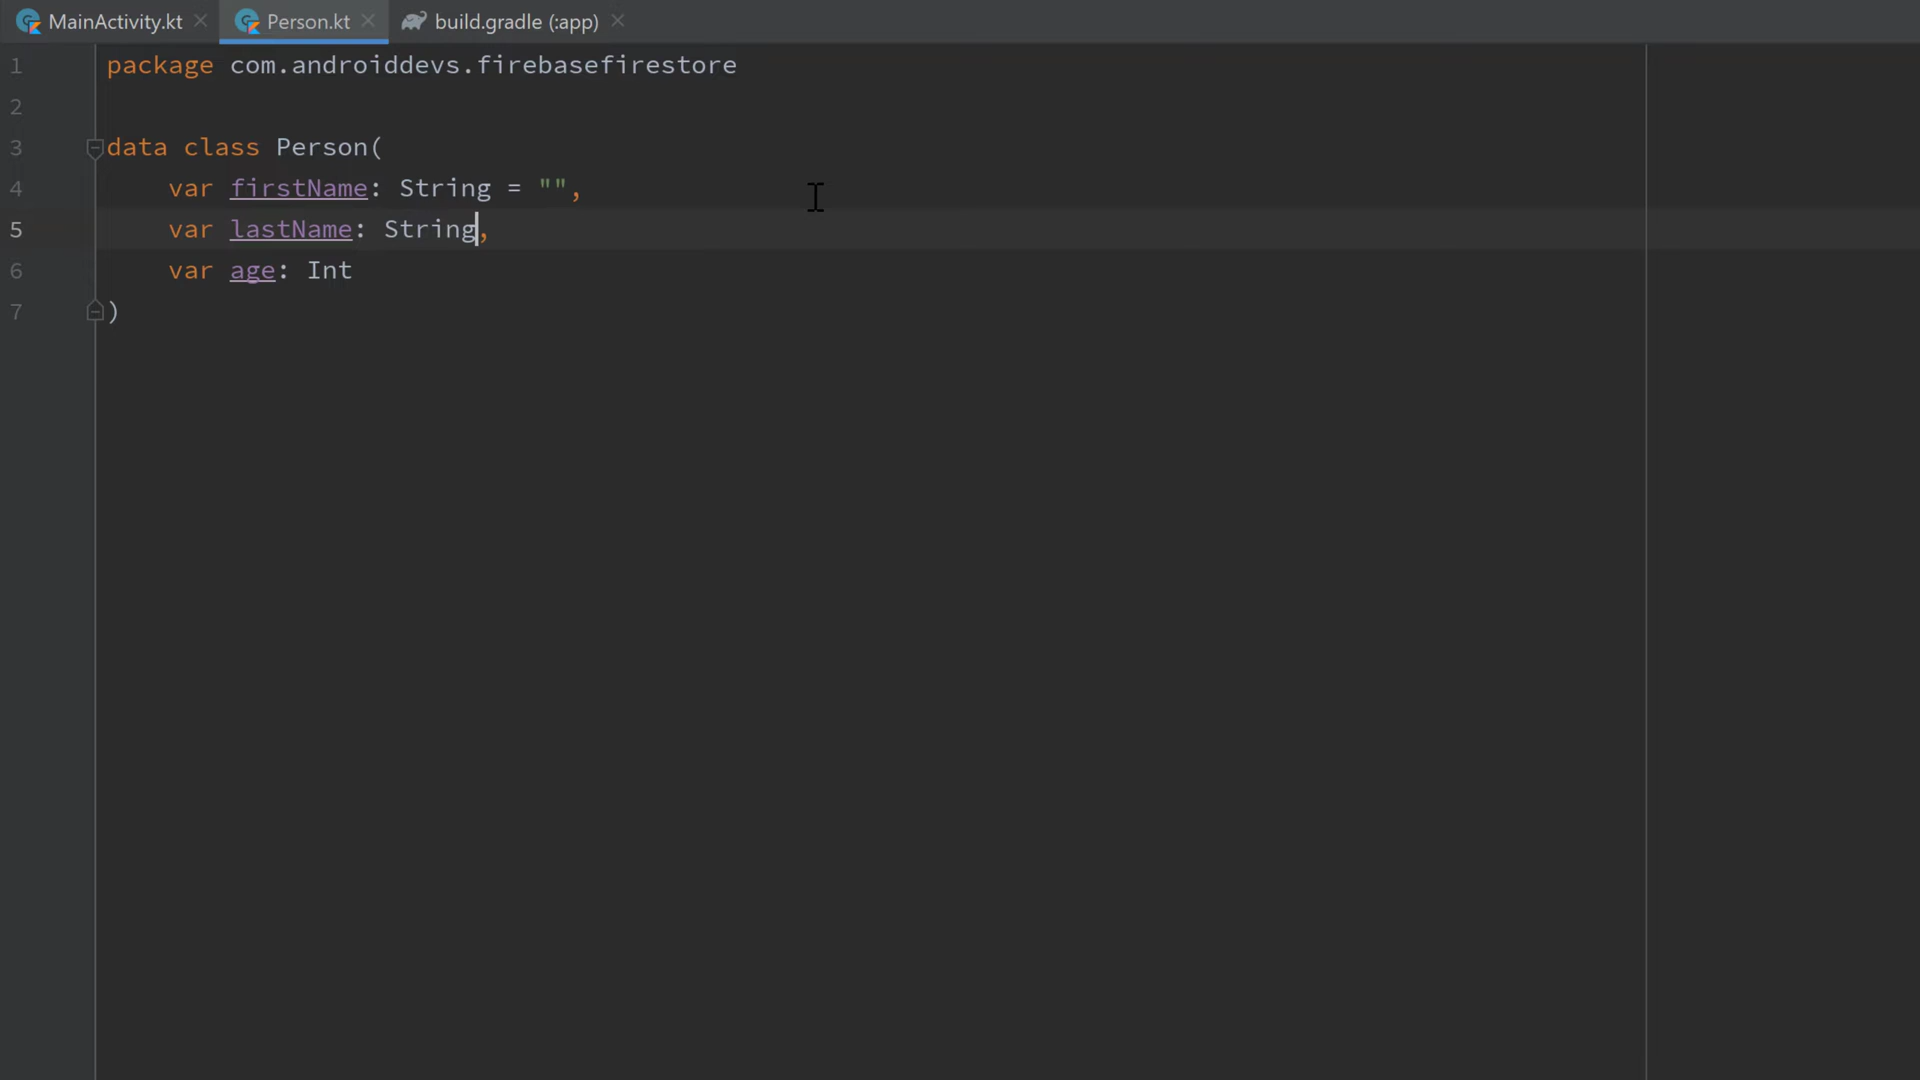 MainActivity.kt Person.kt build.gradle (:app)
1 package com.androiddevs.firebasefirestore
2
3 data class Person(
4 var firstName: String = "",
5 var lastName: String,
6 var age: Int
7 )